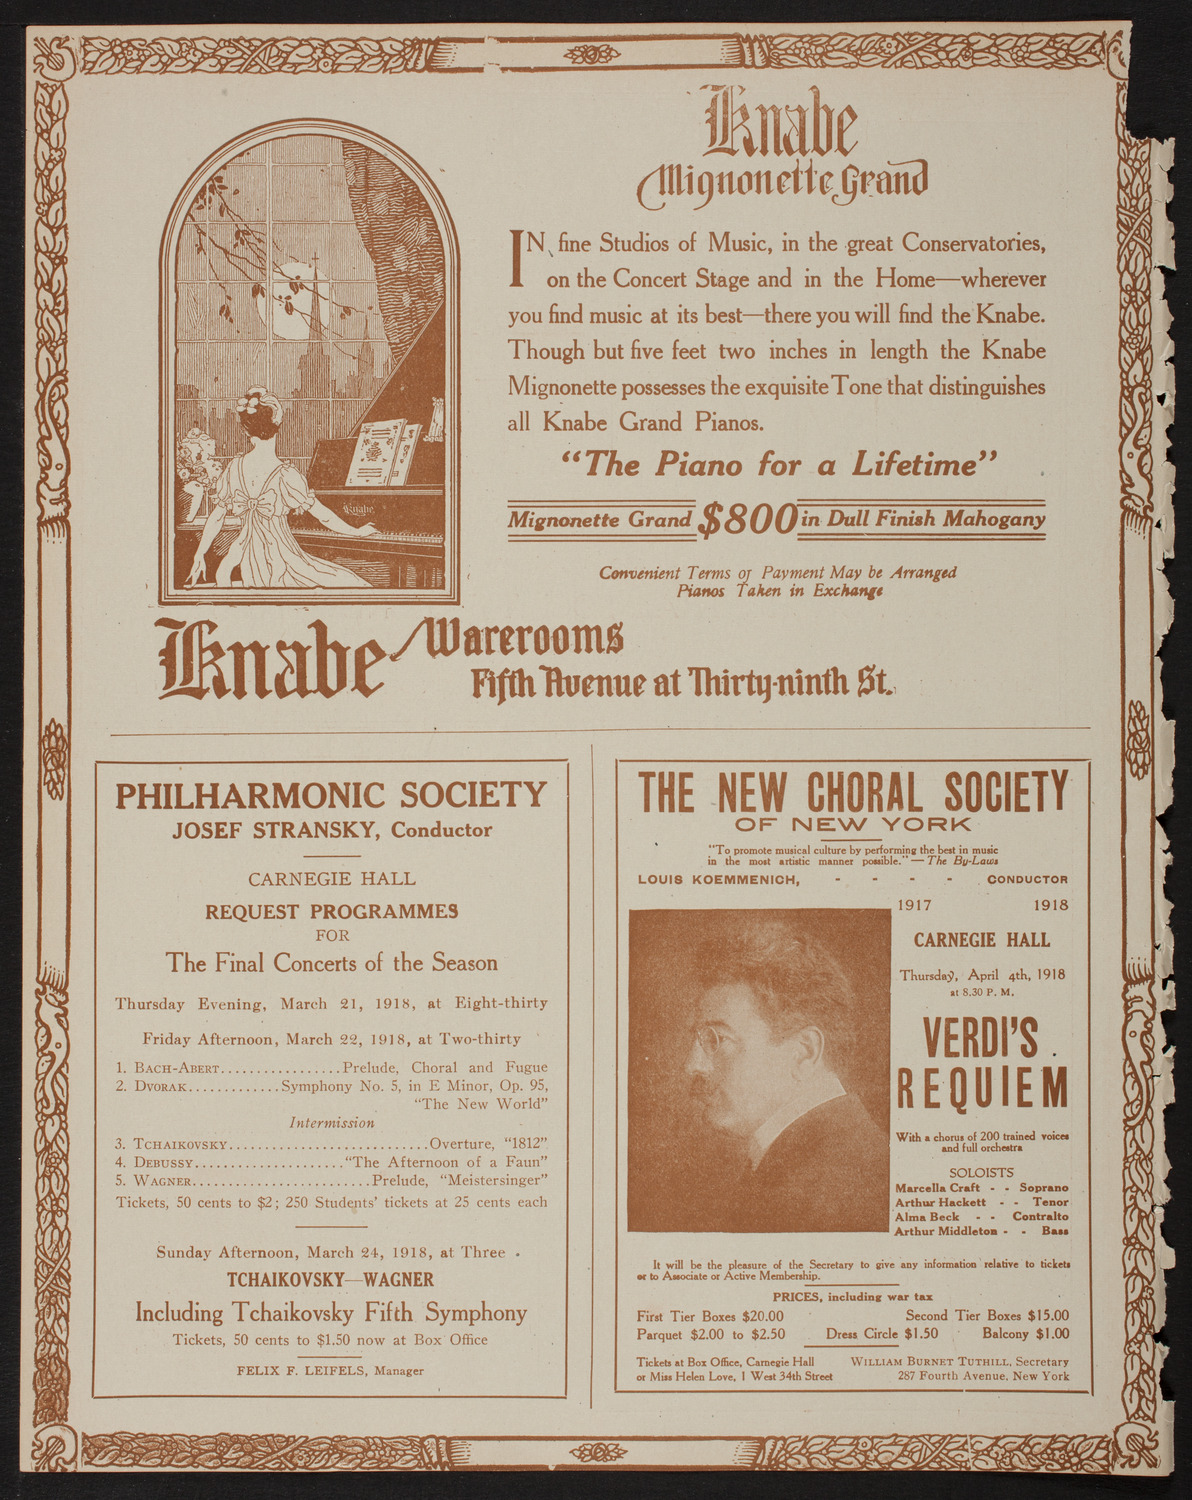 Knabe
Mignonette Grand
IN fine Studios of Music, in the great Conservatories,
on the Concert Stage and in the Home—wherever
you find music at its best—there you will find the Knabe.
Though but five feet two inches in length the Knabe
Mignonette possesses the exquisite Tone that distinguishes
all Knabe Grand Pianos.
"The Piano for a Lifetime"
Mignonette Grand $800 in Dull Finish Mahogany
Convenient Terms of Payment May be Arranged
Pianos Taken in Exchange
Knabe
Knabe Warerooms
Fifth Avenue at Thirty-ninth St.
PHILHARMONIC SOCIETY
JOSEF STRANSKY, Conductor
CARNEGIE HALL
REQUEST PROGRAMMES
FOR
The Final Concerts of the Season
Thursday Evening, March 21, 1918, at Eight-thirty
Friday Afternoon, March 22, 1918, at Two-thirty
1. BACH-ABERT.................Prelude, Choral and Fugue
2. DVORAK.............Symphony No. 5, in E Minor, Op. 95,
"The New World"
Intermission
3. TCHAIKOVSKY............................Overture, "1812"
4. DEBUSSY....................."The Afternoon of a Faun"
5. WAGNER.........................Prelude, "Meistersinger"
Tickets, 50 cents to $2; 250 Students' tickets at 25 cents each
Sunday Afternoon, March 24, 1918, at Three
TCHAIKOVSKY—WAGNER
Including Tchaikovsky Fifth Symphony
Tickets, 50 cents to $1.50 now at Box Office
FELIX F. LEIFELS, Manager
THE NEW CHORAL SOCIETY
OF NEW YORK
"To promote musical culture by performing the best in music
in the most artistic manner possible."—The By-Laws
LOUIS KOEMMENICH, - - - - CONDUCTOR
1917 1918
CARNEGIE HALL
Thursday, April 4th, 1918
at 8.30 P. M.
VERDI'S
REQUIEM
With a chorus of 200 trained voices
and full orchestra
SOLOISTS
Marcella Craft - - Soprano
Arthur Hackett - - Tenor
Alma Beck - - Contralto
Arthur Middleton - - Bass
It will be the pleasure of the Secretary to give any information relative to tickets
or to Associate or Active Membership.
PRICES, including war tax
First Tier Boxes $20.00 Second Tier Boxes $15.00
Parquet $2.00 to $2.50 Dress Circle $1.50 Balcony $1.00
Tickets at Box Office, Carnegie Hall WILLIAM BURNET TUTHILL, Secretary
or Miss Helen Love, 1 West 34th Street 287 Fourth Avenue, New York